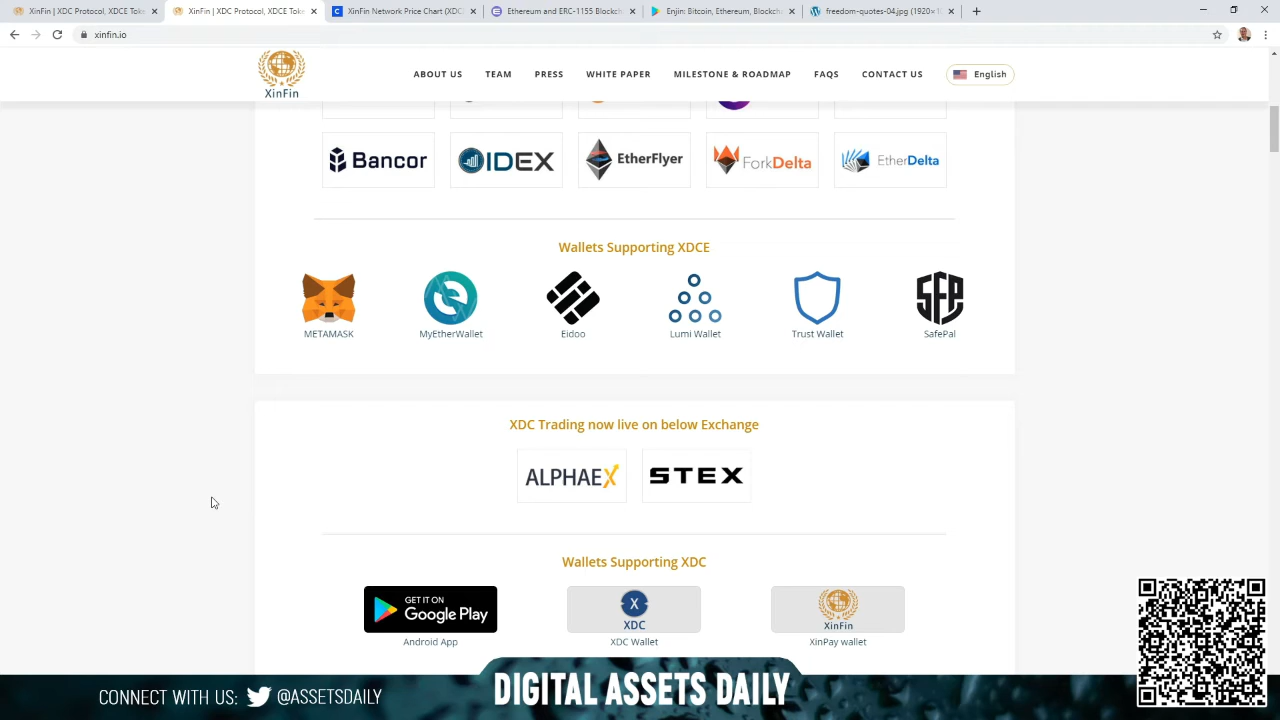 XinFin | XDC Protocol, XDCE Toke
XinFin | XDC Protocol, XDCE Toke
XinFin Network Price Chart (XDC)
Ethereum and ERC-1155 Blockch
Enjin: Bitcoin, Ethereum, Blockch
freedom-quotes-04.jpg (1920×1
xinfin.io
XinFin
ABOUT US
TEAM
PRESS
WHITE PAPER
MILESTONE & ROADMAP
FAQS
CONTACT US
English
Bancor
IDEX
EtherFlyer
ForkDelta
EtherDelta
Wallets Supporting XDCE
SFP
METAMASK
MyEtherWallet
Eidoo
Lumi Wallet
Trust Wallet
SafePal
XDC Trading now live on below Exchange
ALPHAEX
STEX
Wallets Supporting XDC
GET IT ON
Google Play
X
XDC
XinFin
Android App
XDC Wallet
XinPay wallet
CONNECT WITH US:
@ASSETSDAILY
DIGITAL ASSETS DAILY